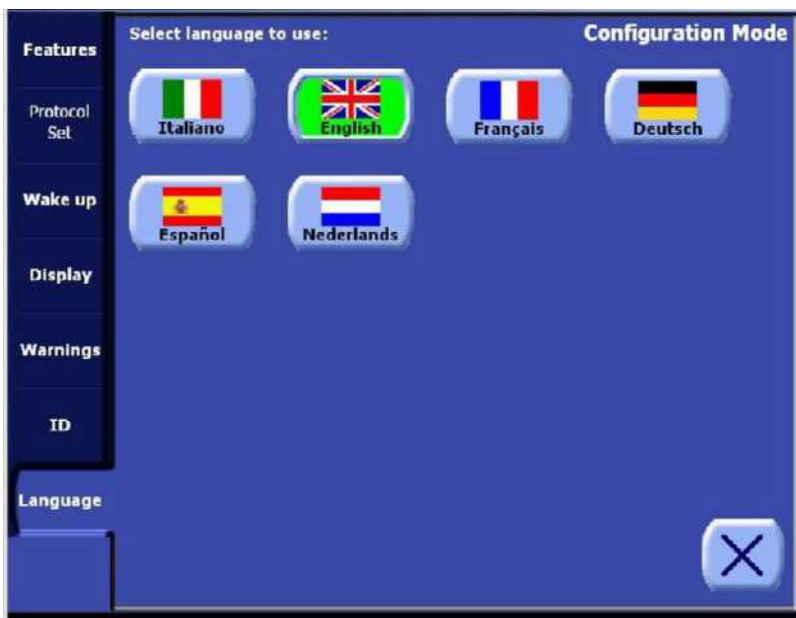 Select language to use:
Configuration Mode
Features
Protocol
Set
Wake up
Display
Warnings
ID
Language
Italiano
English
Français
Deutsch
Español
Nederlands